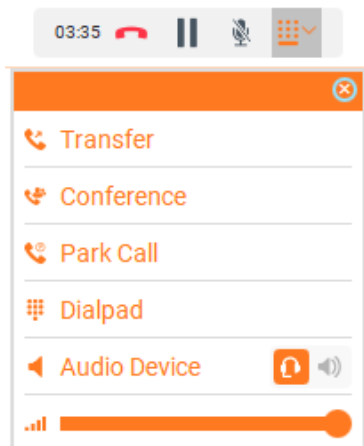 03:35
Transfer
Conference
Park Call
Dialpad
Audio Device